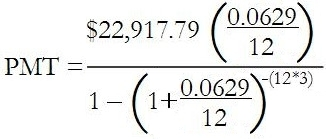 PMT = $22,917.79 (0.0629 / 12) / 1 − (1+ 0.0629 / 12)^−(12*3)